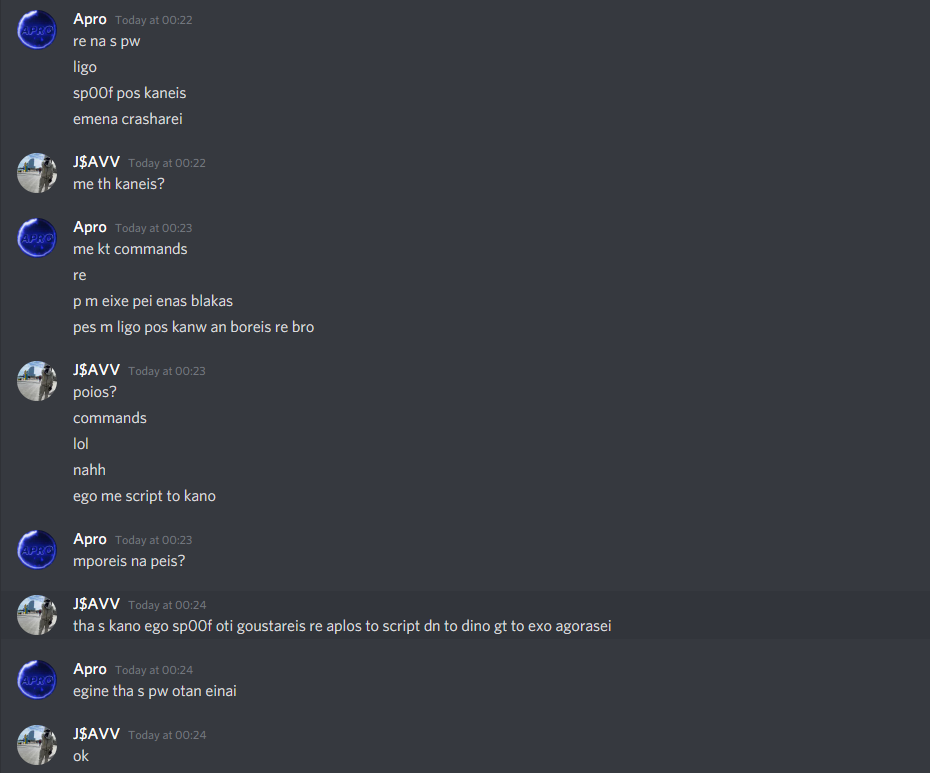 Apro Today at 00:22
re na s pw
ligo
sp00f pos kaneis
emena crasharei
J$AVV Today at 00:22
me th kaneis?
Apro Today at 00:23
me kt commands
re
p m eixe pei enas blakas
pes m ligo pos kanw an boreis re bro
J$AVV Today at 00:23
poios?
commands
lol
nahh
ego me script to kano
Apro Today at 00:23
mporeis na peis?
J$AVV Today at 00:24
tha s kano ego sp00f oti goustareis re aplos to script dn to dino gt to exo agorasei
Apro Today at 00:24
egine tha s pw otan einai
J$AVV Today at 00:24
ok